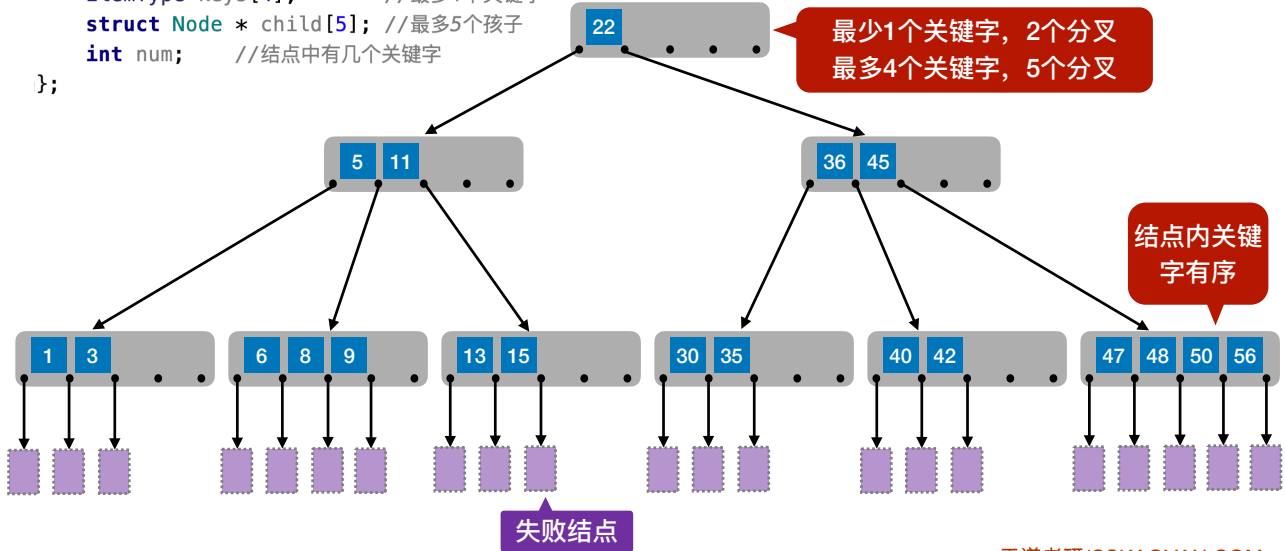 struct Node * child[5]; //最多5个孩子
int num; //结点中有几个关键字
};
22
最少1个关键字，2个分叉
最多4个关键字，5个分叉
5 11
36 45
结点内关键
字有序
1 3
6 8 9
13 15
30 35
40 42
47 48 50 56
失败结点